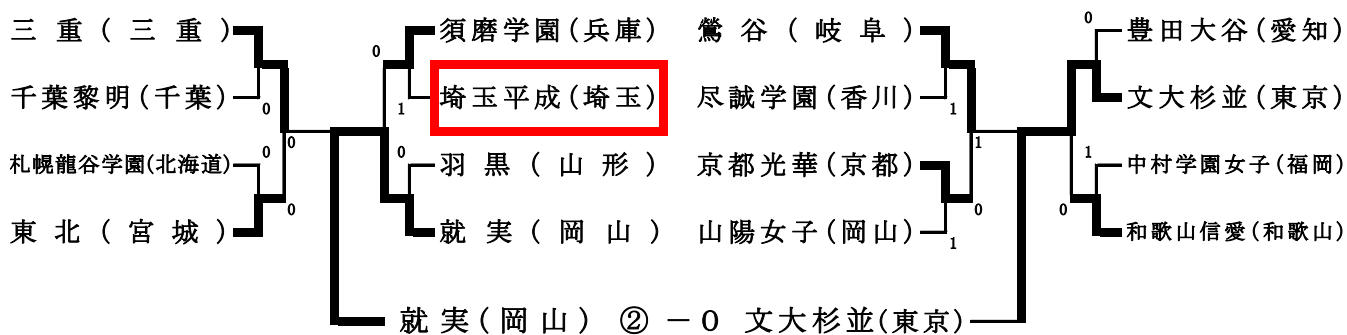 三重(三重)
千葉黎明(千葉)
札幌龍谷学園(北海道)
東北(宮城)
0
0
0
0
須磨学園(兵庫)
埼玉平成(埼玉)
羽黒(山形)
就実(岡山)
0
1
0
鶯谷(岐阜)
尽誠学園(香川)
京都光華(京都)
山陽女子(岡山)
1
1
0
1
豊田大谷(愛知)
文大杉並(東京)
中村学園女子(福岡)
和歌山信愛(和歌山)
0
1
0
就実(岡山) ② －0 文大杉並(東京)